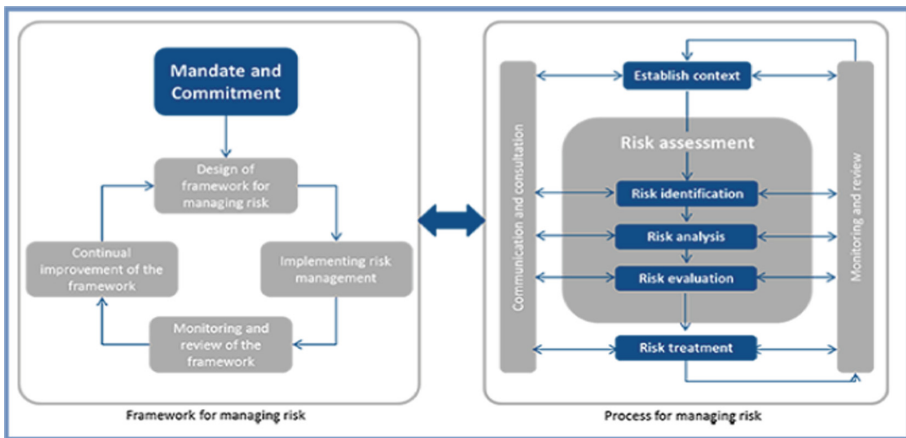 Mandate and
Commitment
Design of
framework for
managing risk
Continual
improvement of the
framework
Implementing risk
management
Monitoring and
review of the
framework
Framework for managing risk
Communication and consultation
Establish context
Risk assessment
Risk identification
Risk analysis
Risk evaluation
Risk treatment
Monitoring and review
Process for managing risk